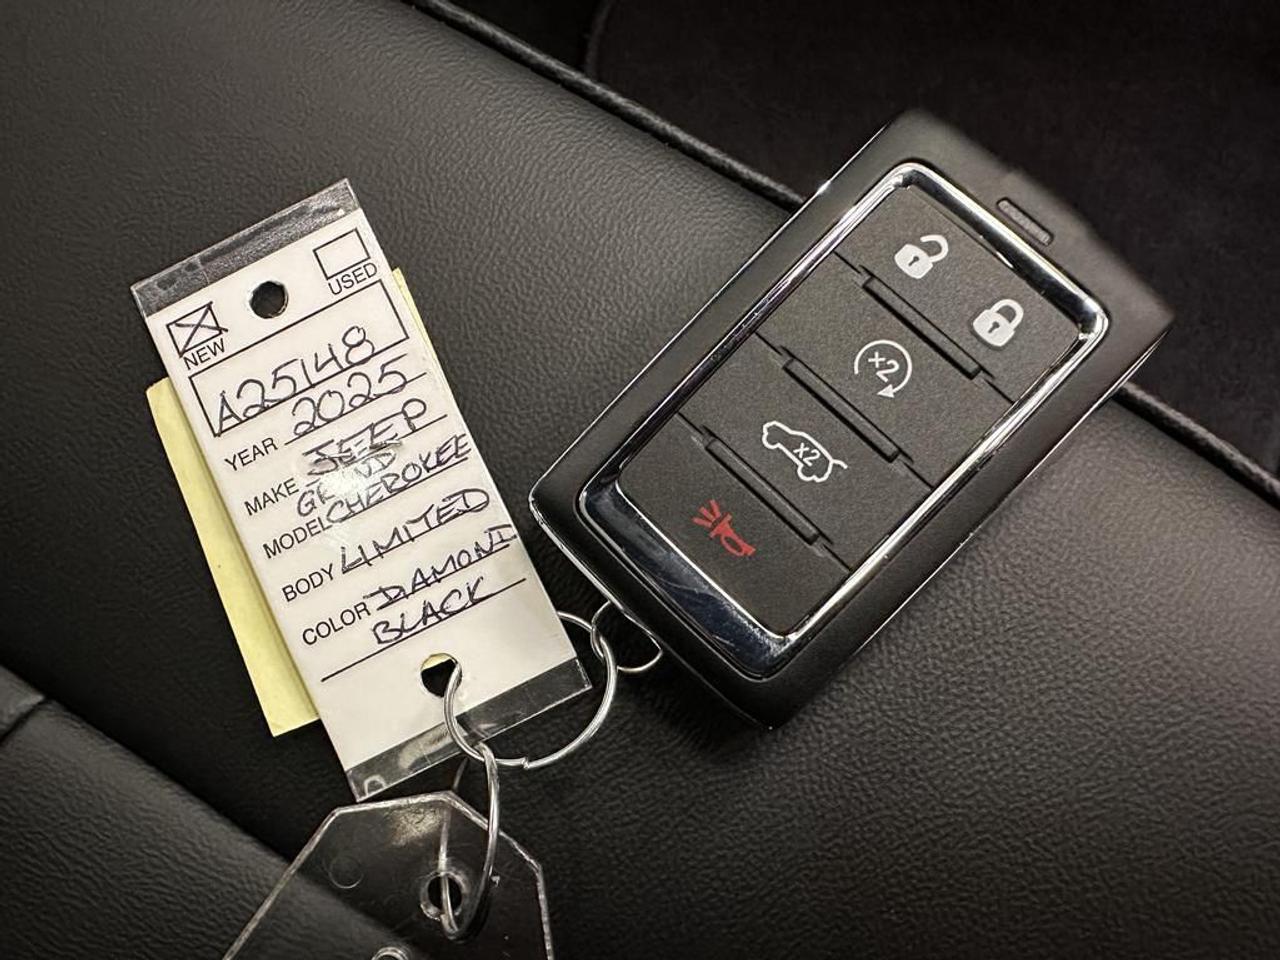 USED
NEW
A25148
YEAR 2025
MAKE JEEP
MODEL GRAND CHEROKEE
BODY LIMITED
COLOR DIAMOND
BLACK
x2
x2